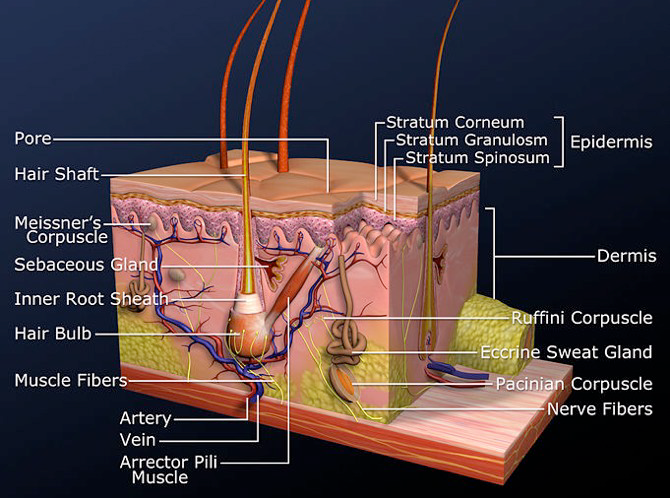 Pore
Hair Shaft
Meissner's
Corpuscle
Sebaceous Gland
Inner Root Sheath
Hair Bulb
Muscle Fibers
Artery
Vein
Arrector Pili
Muscle
Stratum Corneum
Stratum Granulosm
Stratum Spinosum
Epidermis
Dermis
Ruffini Corpuscle
Eccrine Sweat Gland
Pacinian Corpuscle
Nerve Fibers